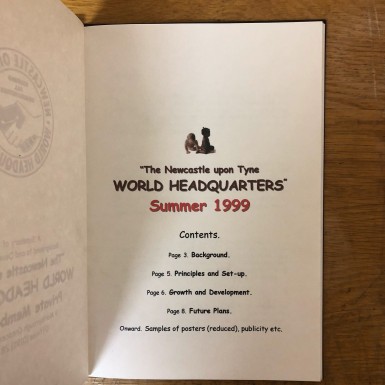 "The Newcastle upon Tyne
WORLD HEADQUARTERS"
Summer 1999
Contents.
Page 3. Background.
Page 5. Principles and Set-up.
Page 6. Growth and Development.
Page 8. Future Plans.
Onward. Samples of posters (reduced), publicity etc.